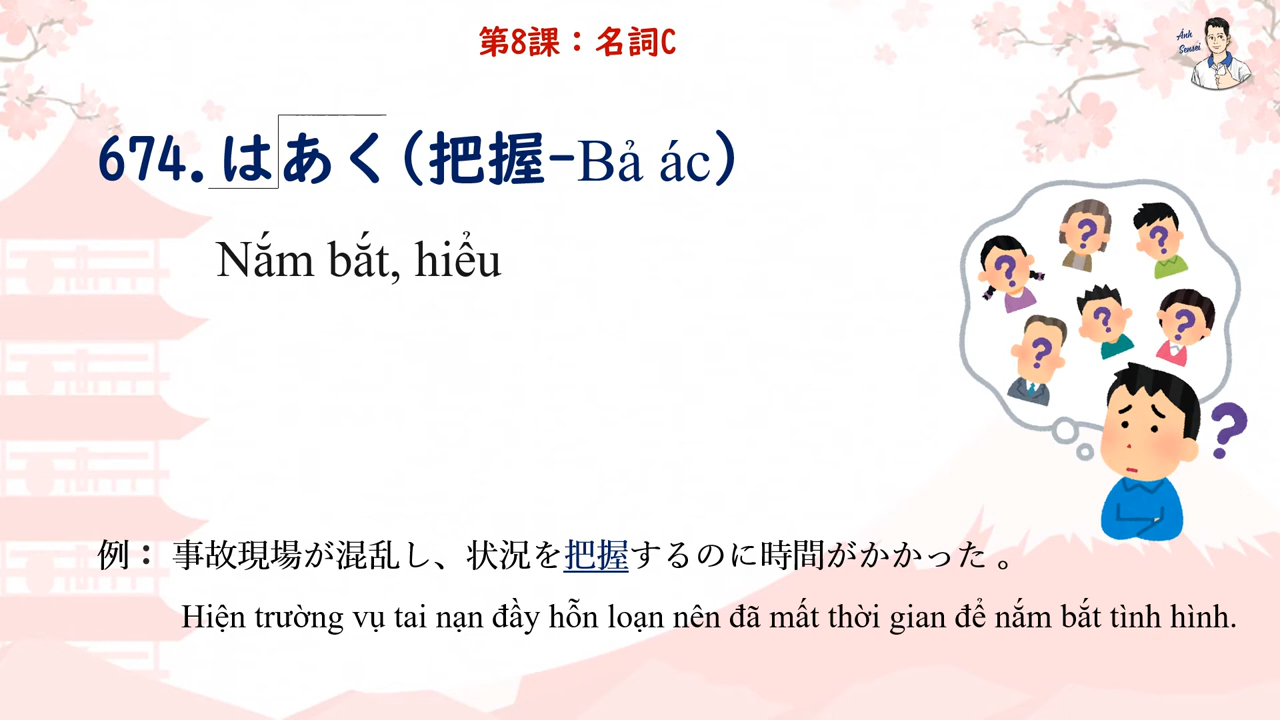 第8課：名詞C
Ánh
Sensei
674.はあく(把握-Bả ác)
Nắm bắt, hiểu
例： 事故現場が混乱し、状況を把握するのに時間がかかった。
Hiện trường vụ tai nạn đầy hỗn loạn nên đã mất thời gian để nắm bắt tình hình.